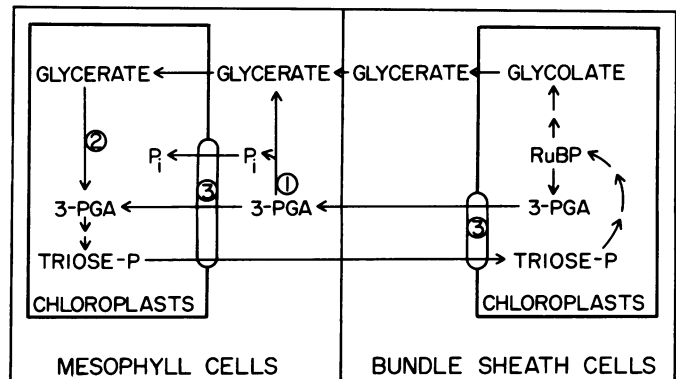 GLYCERATE GLYCERATE GLYCERATE GLYCOLATE
② Pi Pi RuBP
③ ①
3-PGA 3-PGA 3-PGA
③
TRIOSE-P TRIOSE-P
CHLOROPLASTS CHLOROPLASTS
MESOPHYLL CELLS BUNDLE SHEATH CELLS